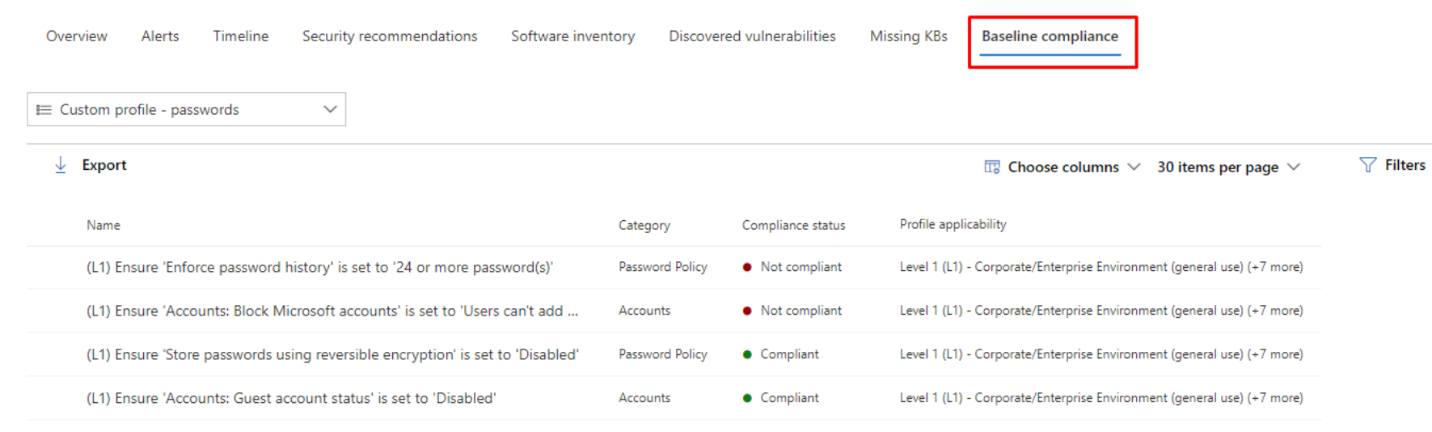 Overview Alerts Timeline Security recommendations Software inventory Discovered vulnerabilities Missing KBs Baseline compliance
Custom profile - passwords
Export Choose columns 30 items per page Filters
Name Category Compliance status Profile applicability
(L1) Ensure 'Enforce password history' is set to '24 or more password(s)' Password Policy Not compliant Level 1 (L1) - Corporate/Enterprise Environment (general use) (+7 more)
(L1) Ensure 'Accounts: Block Microsoft accounts' is set to 'Users can't add ... Accounts Not compliant Level 1 (L1) - Corporate/Enterprise Environment (general use) (+7 more)
(L1) Ensure 'Store passwords using reversible encryption' is set to 'Disabled' Password Policy Compliant Level 1 (L1) - Corporate/Enterprise Environment (general use) (+7 more)
(L1) Ensure 'Accounts: Guest account status' is set to 'Disabled' Accounts Compliant Level 1 (L1) - Corporate/Enterprise Environment (general use) (+7 more)